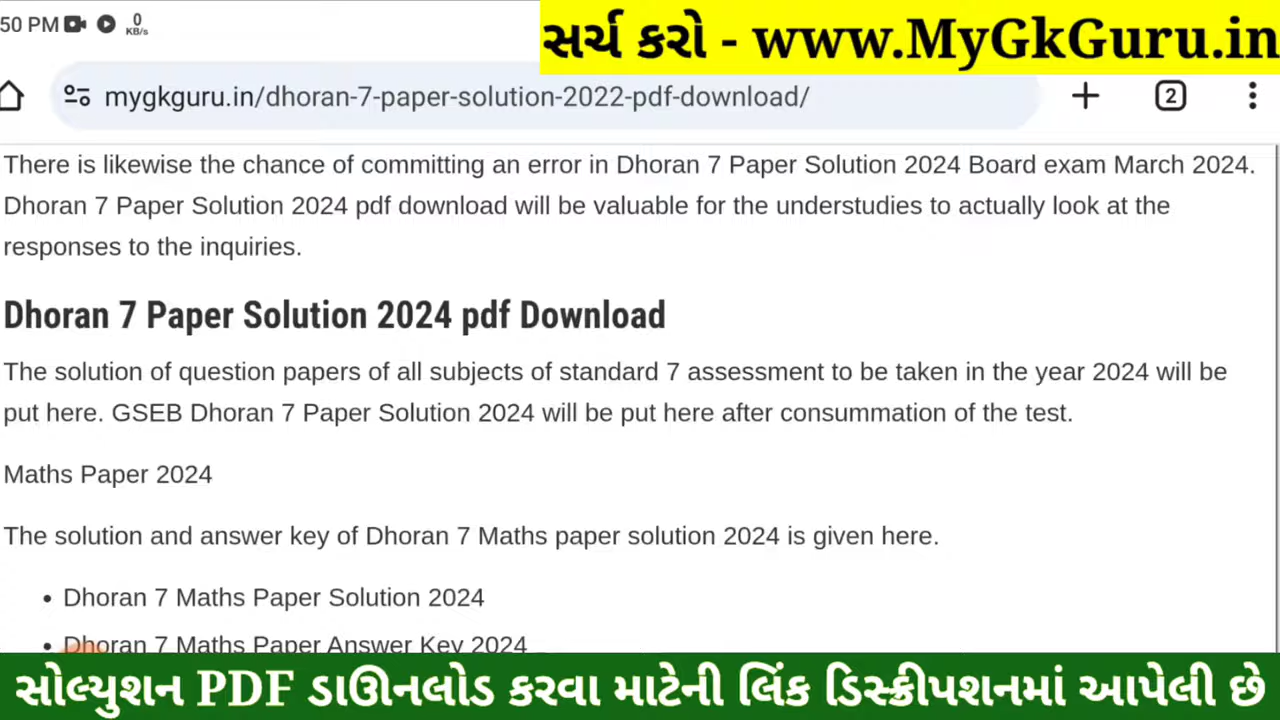 50 PM 0 KB/s
સર્ચ કરો - www.MyGkGuru.in
mygkguru.in/dhoran-7-paper-solution-2022-pdf-download/ 2
There is likewise the chance of committing an error in Dhoran 7 Paper Solution 2024 Board exam March 2024.
Dhoran 7 Paper Solution 2024 pdf download will be valuable for the understudies to actually look at the
responses to the inquiries.
Dhoran 7 Paper Solution 2024 pdf Download
The solution of question papers of all subjects of standard 7 assessment to be taken in the year 2024 will be
put here. GSEB Dhoran 7 Paper Solution 2024 will be put here after consummation of the test.
Maths Paper 2024
The solution and answer key of Dhoran 7 Maths paper solution 2024 is given here.
• Dhoran 7 Maths Paper Solution 2024
• Dhoran 7 Maths Paper Answer Key 2024
સોલ્યુશન PDF ડાઊનલોડ કરવા માટેની લિંક ડિસ્ક્રીપશનમાં આપેલી છે